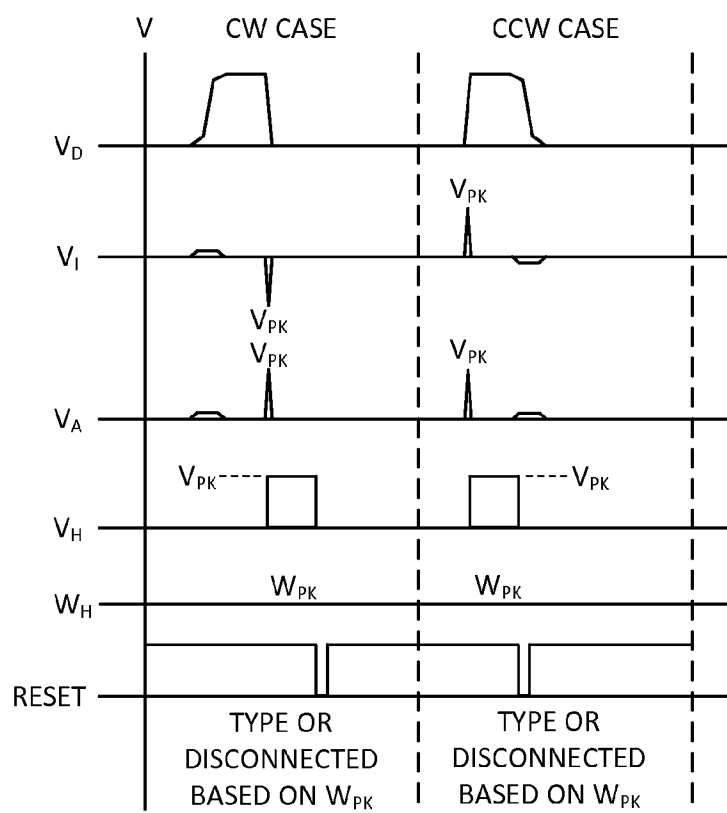 V CW CASE CCW CASE
V_D
V_PK
V_I
V_PK
V_PK V_PK
V_A
V_PK V_PK
V_H
W_PK W_PK
W_H
RESET
TYPE OR TYPE OR
DISCONNECTED DISCONNECTED
BASED ON W_PK BASED ON W_PK